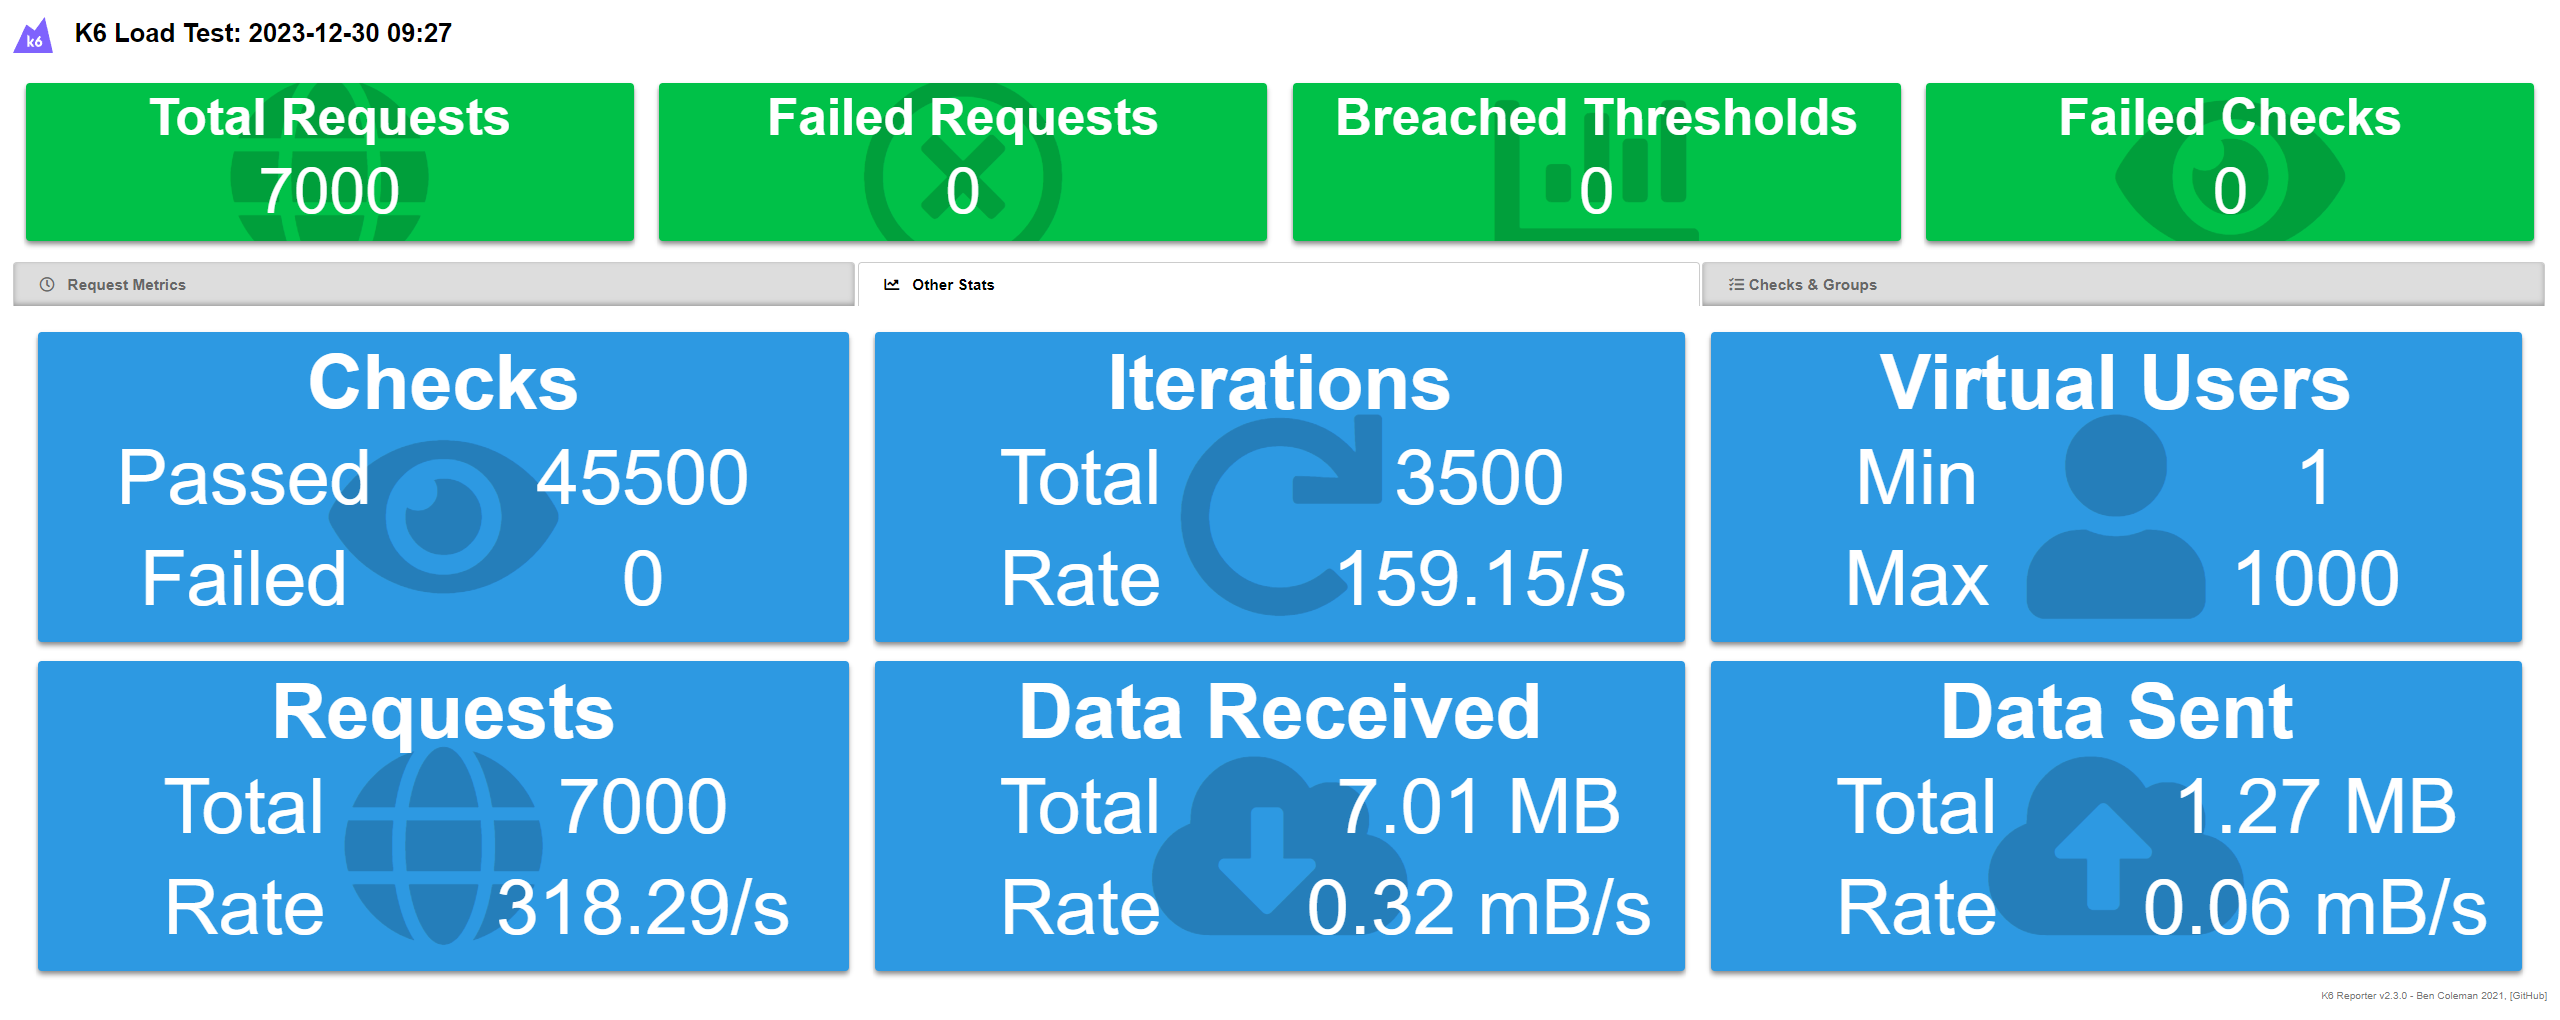 k6
K6 Load Test: 2023-12-30 09:27
Total Requests
7000
Failed Requests
0
Breached Thresholds
0
Failed Checks
0
Request Metrics
Other Stats
Checks & Groups
Checks
Passed 45500
Failed 0
Iterations
Total 3500
Rate 159.15/s
Virtual Users
Min 1
Max 1000
Requests
Total 7000
Rate 318.29/s
Data Received
Total 7.01 MB
Rate 0.32 mB/s
Data Sent
Total 1.27 MB
Rate 0.06 mB/s
K6 Reporter v2.3.0 - Ben Coleman 2021, [GitHub]